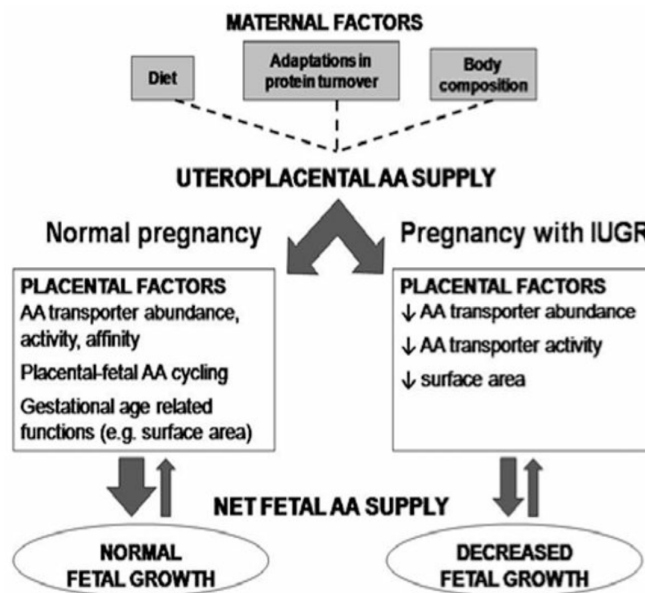 MATERNAL FACTORS
Diet
Adaptations in
protein turnover
Body
composition
UTEROPLACENTAL AA SUPPLY
Normal pregnancy
Pregnancy with IUGR
PLACENTAL FACTORS
AA transporter abundance,
activity, affinity
Placental-fetal AA cycling
Gestational age related
functions (e.g. surface area)
PLACENTAL FACTORS
↓ AA transporter abundance
↓ AA transporter activity
↓ surface area
NET FETAL AA SUPPLY
NORMAL
FETAL GROWTH
DECREASED
FETAL GROWTH